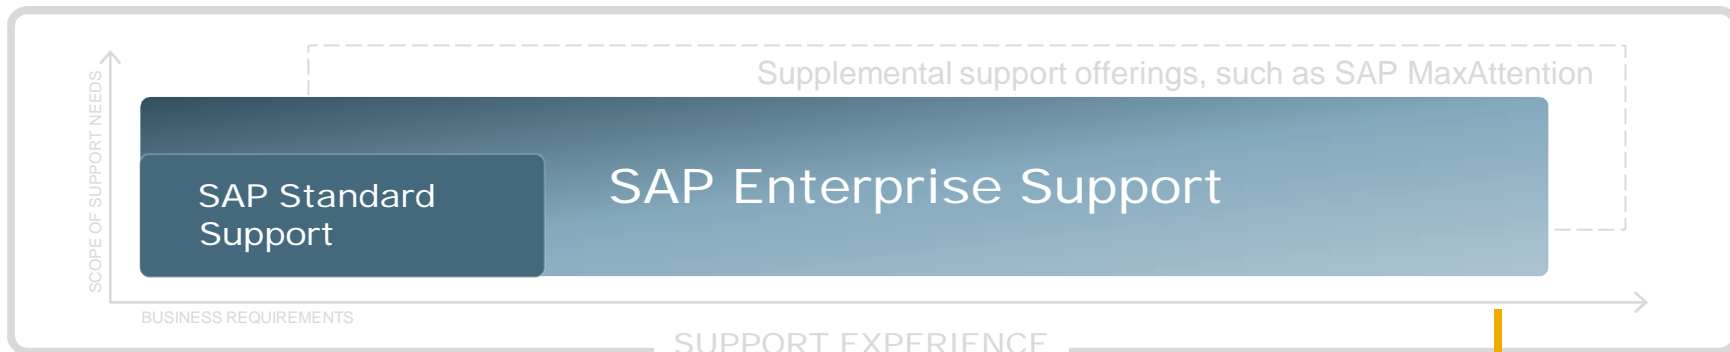 Supplemental support offerings, such as SAP MaxAttention
SCOPE OF SUPPORT NEEDS
SAP Standard
Support
SAP Enterprise Support
BUSINESS REQUIREMENTS
SUPPORT EXPERIENCE